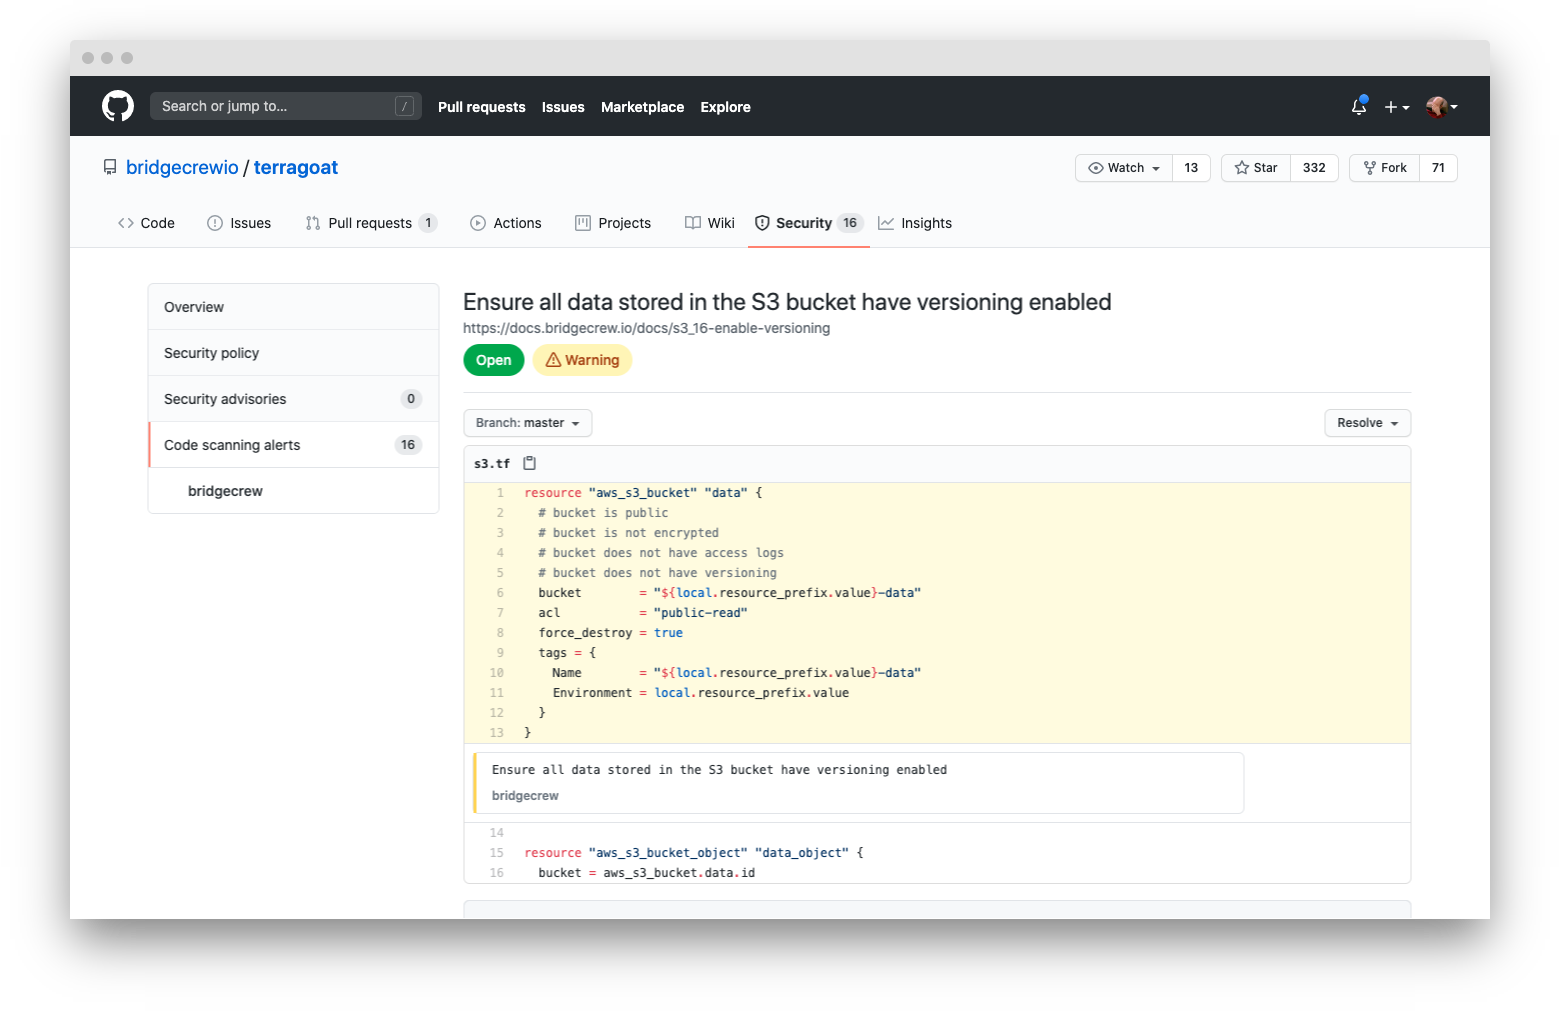 Search or jump to... /
Pull requests Issues Marketplace Explore
bridgecrewio / terragoat
Watch 13 Star 332 Fork 71
Code Issues Pull requests 1 Actions Projects Wiki Security 16 Insights
Overview
Security policy
Security advisories 0
Code scanning alerts 16
bridgecrew
Ensure all data stored in the S3 bucket have versioning enabled
https://docs.bridgecrew.io/docs/s3_16-enable-versioning
Open Warning
Branch: master Resolve
s3.tf
1 resource "aws_s3_bucket" "data" {
2 # bucket is public
3 # bucket is not encrypted
4 # bucket does not have access logs
5 # bucket does not have versioning
6 bucket = "${local.resource_prefix.value}-data"
7 acl = "public-read"
8 force_destroy = true
9 tags = {
10 Name = "${local.resource_prefix.value}-data"
11 Environment = local.resource_prefix.value
12 }
13 }
Ensure all data stored in the S3 bucket have versioning enabled
bridgecrew
14
15 resource "aws_s3_bucket_object" "data_object" {
16 bucket = aws_s3_bucket.data.id